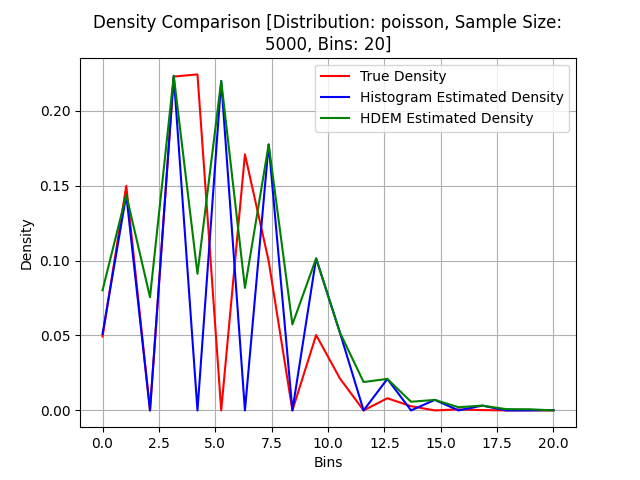 Density Comparison [Distribution: poisson, Sample Size:
5000, Bins: 20]
True Density
Histogram Estimated Density
HDEM Estimated Density
Density
0.20
0.15
0.10
0.05
0.00
0.0 2.5 5.0 7.5 10.0 12.5 15.0 17.5 20.0
Bins